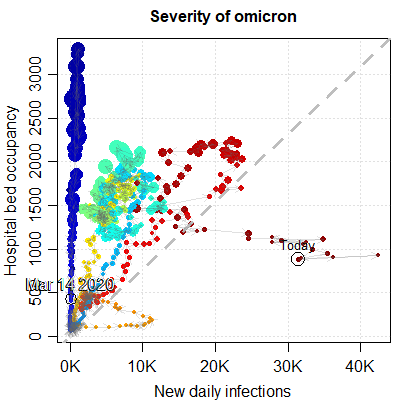 Severity of omicron
Hospital bed occupancy
3000
2500
2000
1500
1000
500
0
Today
Mar 14 2020
0K 10K 20K 30K 40K
New daily infections